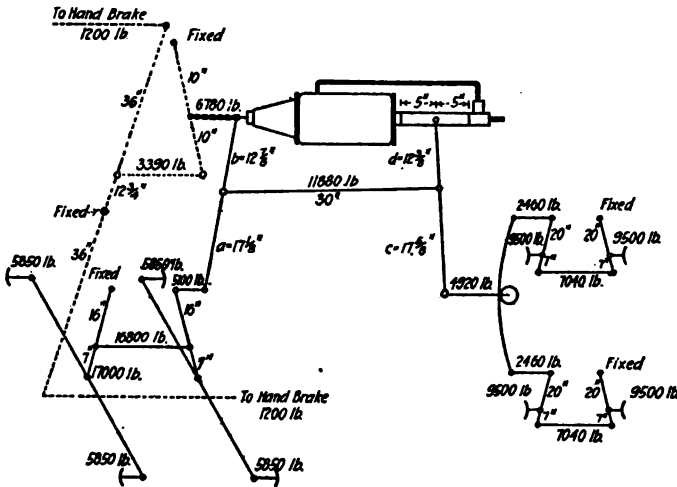 To Hand Brake
1200 lb.
Fixed
10"
36"
6780 lb.
5"
5"
10"
b=12 7/8"
d=12 3/8"
3390 lb.
11880 lb
30"
12 3/4"
Fixed
a=17 1/8"
c=17 5/8"
2460 lb.
Fixed
36"
20"
20"
9500 lb.
9500 lb.
7"
7"
7040 lb.
5850 lb.
Fixed
5850 lb.
5100 lb.
4920 lb.
16"
16"
16800 lb.
2460 lb.
Fixed
7"
7"
17000 lb.
20"
20"
9500 lb
9500 lb.
7"
7"
To Hand Brake
1200 lb.
7040 lb.
5850 lb.
5850 lb.